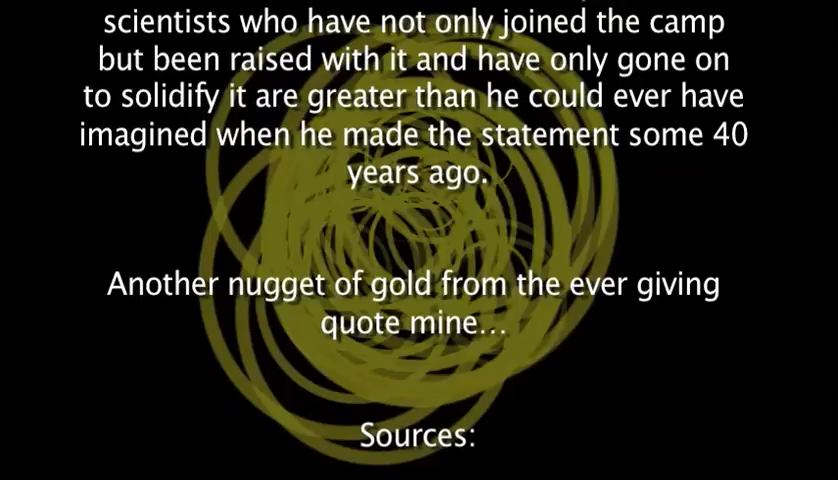 scientists who have not only joined the camp
but been raised with it and have only gone on
to solidify it are greater than he could ever have
imagined when he made the statement some 40
years ago.
Another nugget of gold from the ever giving
quote mine...
Sources: